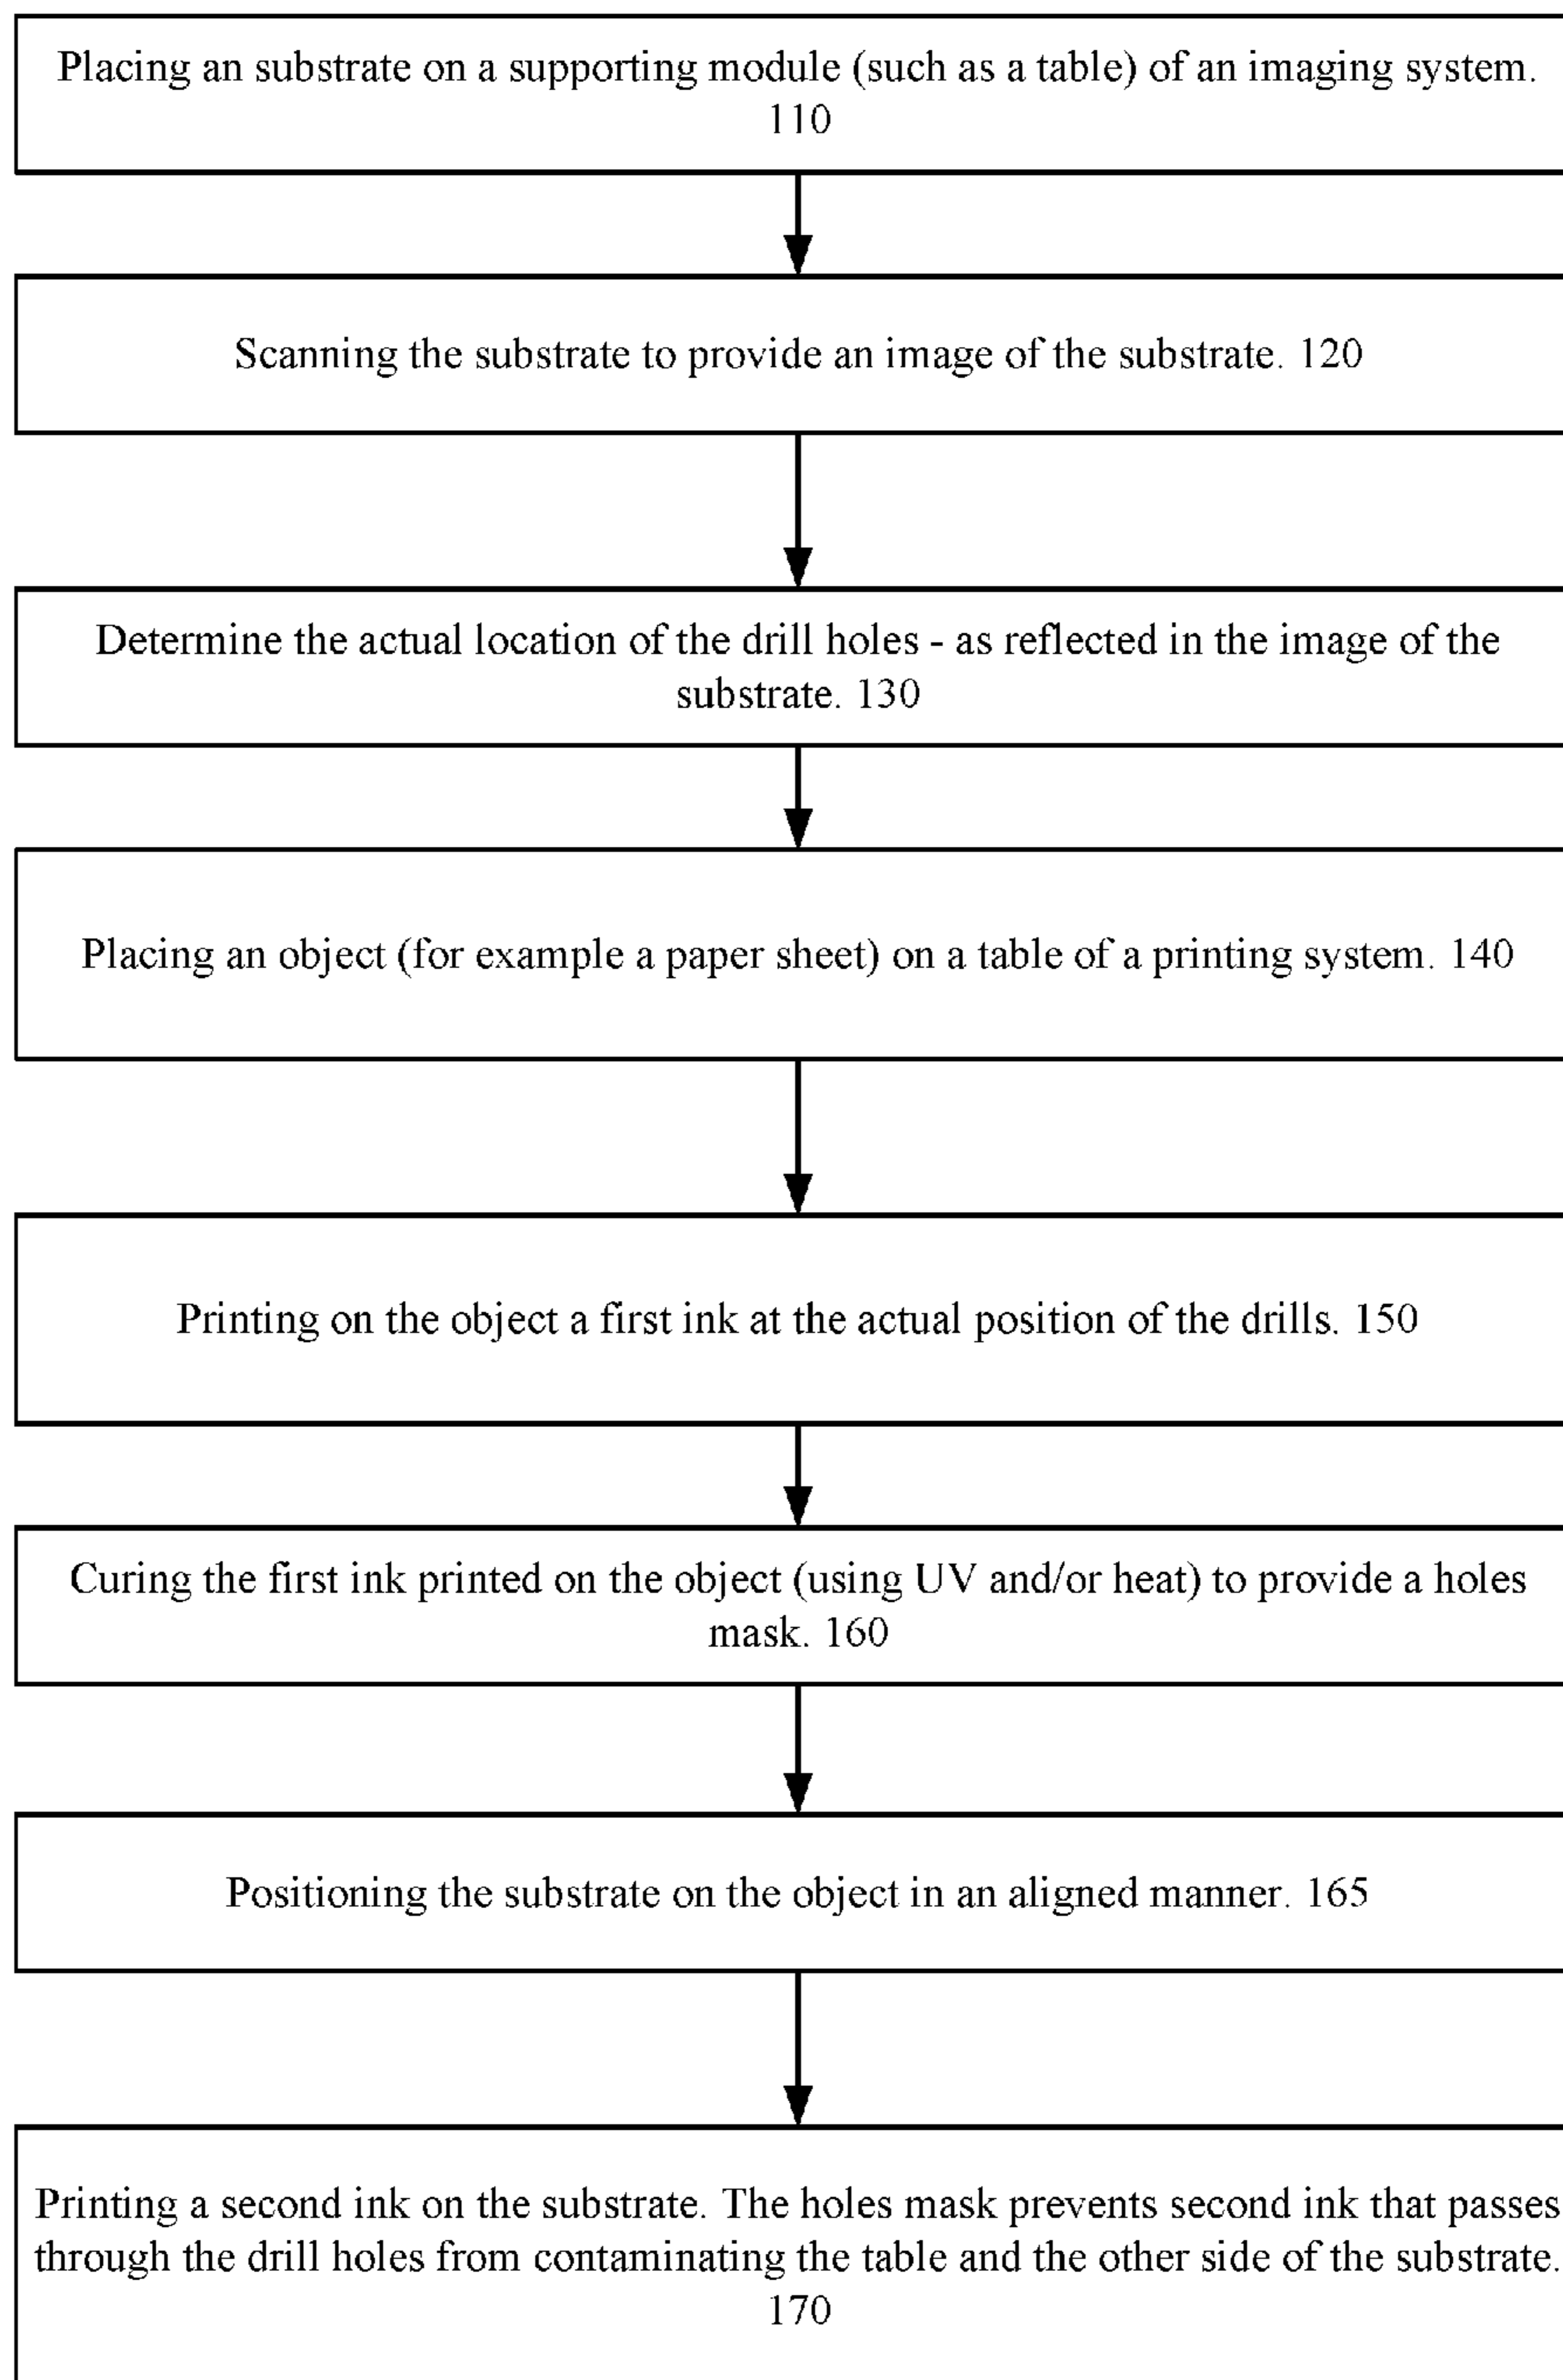 Placing an substrate on a supporting module (such as a table) of an imaging system.
110
Scanning the substrate to provide an image of the substrate. 120
Determine the actual location of the drill holes - as reflected in the image of the
substrate. 130
Placing an object (for example a paper sheet) on a table of a printing system. 140
Printing on the object a first ink at the actual position of the drills. 150
Curing the first ink printed on the object (using UV and/or heat) to provide a holes
mask. 160
Positioning the substrate on the object in an aligned manner. 165
Printing a second ink on the substrate. The holes mask prevents second ink that passes
through the drill holes from contaminating the table and the other side of the substrate.
170